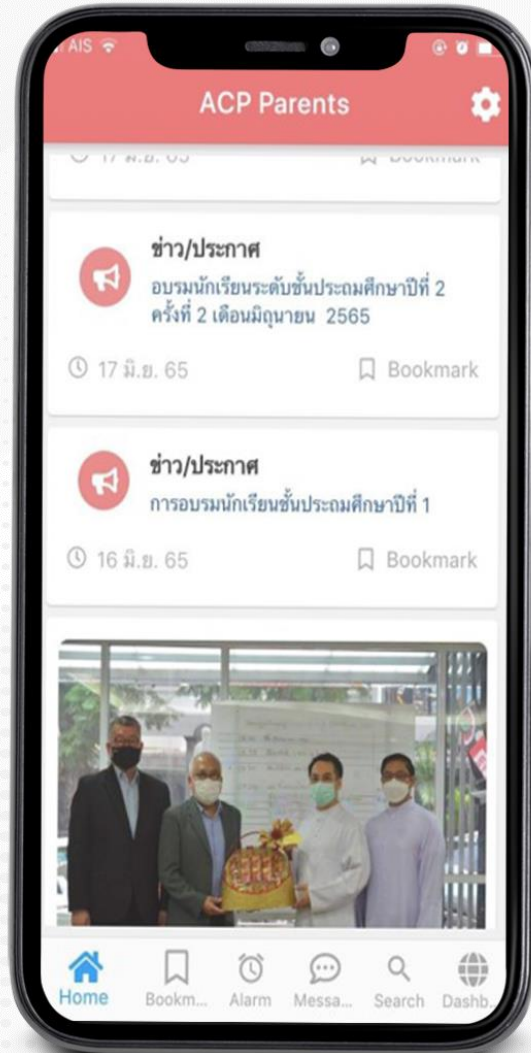 AIS
ACP Parents
17 มิ.ย. 65 Bookmark
ข่าว/ประกาศ
อบรมนักเรียนระดับชั้นประถมศึกษาปีที่ 2
ครั้งที่ 2 เดือนมิถุนายน 2565
17 มิ.ย. 65 Bookmark
ข่าว/ประกาศ
การอบรมนักเรียนชั้นประถมศึกษาปีที่ 1
16 มิ.ย. 65 Bookmark
Home Bookm... Alarm Messa... Search Dashb...